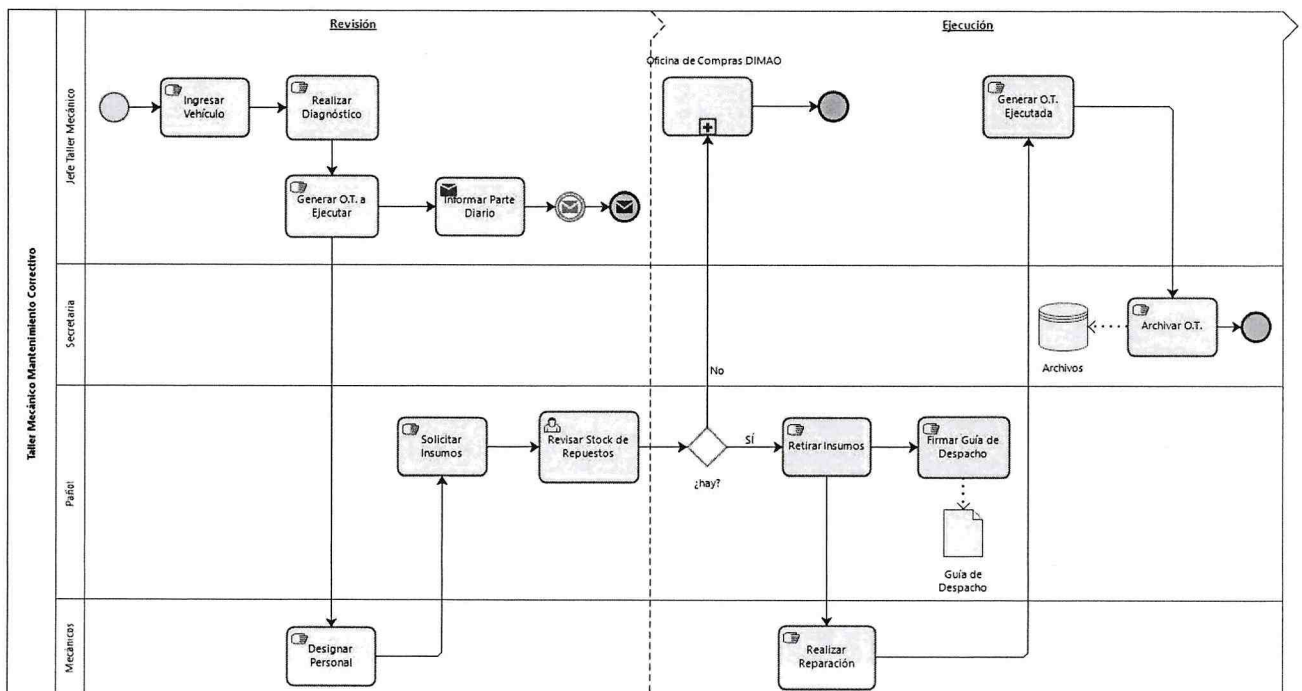 Taller Mecánico Mantenimiento Correctivo
Revisión
Ejecución
Jefe Taller Mecánico
Ingresar
Vehículo
Realizar
Diagnóstico
Generar O.T. a
Ejecutar
Informar Parte
Diario
Oficina de Compras DIMAO
Generar O.T.
Ejecutada
Secretaria
Archivos
Archivar O.T.
No
Pañol
Solicitar
Insumos
Revisar Stock de
Repuestos
¿hay?
SÍ
Retirar Insumos
Firmar Guía de
Despacho
Guía de
Despacho
Mecánicos
Designar
Personal
Realizar
Reparación